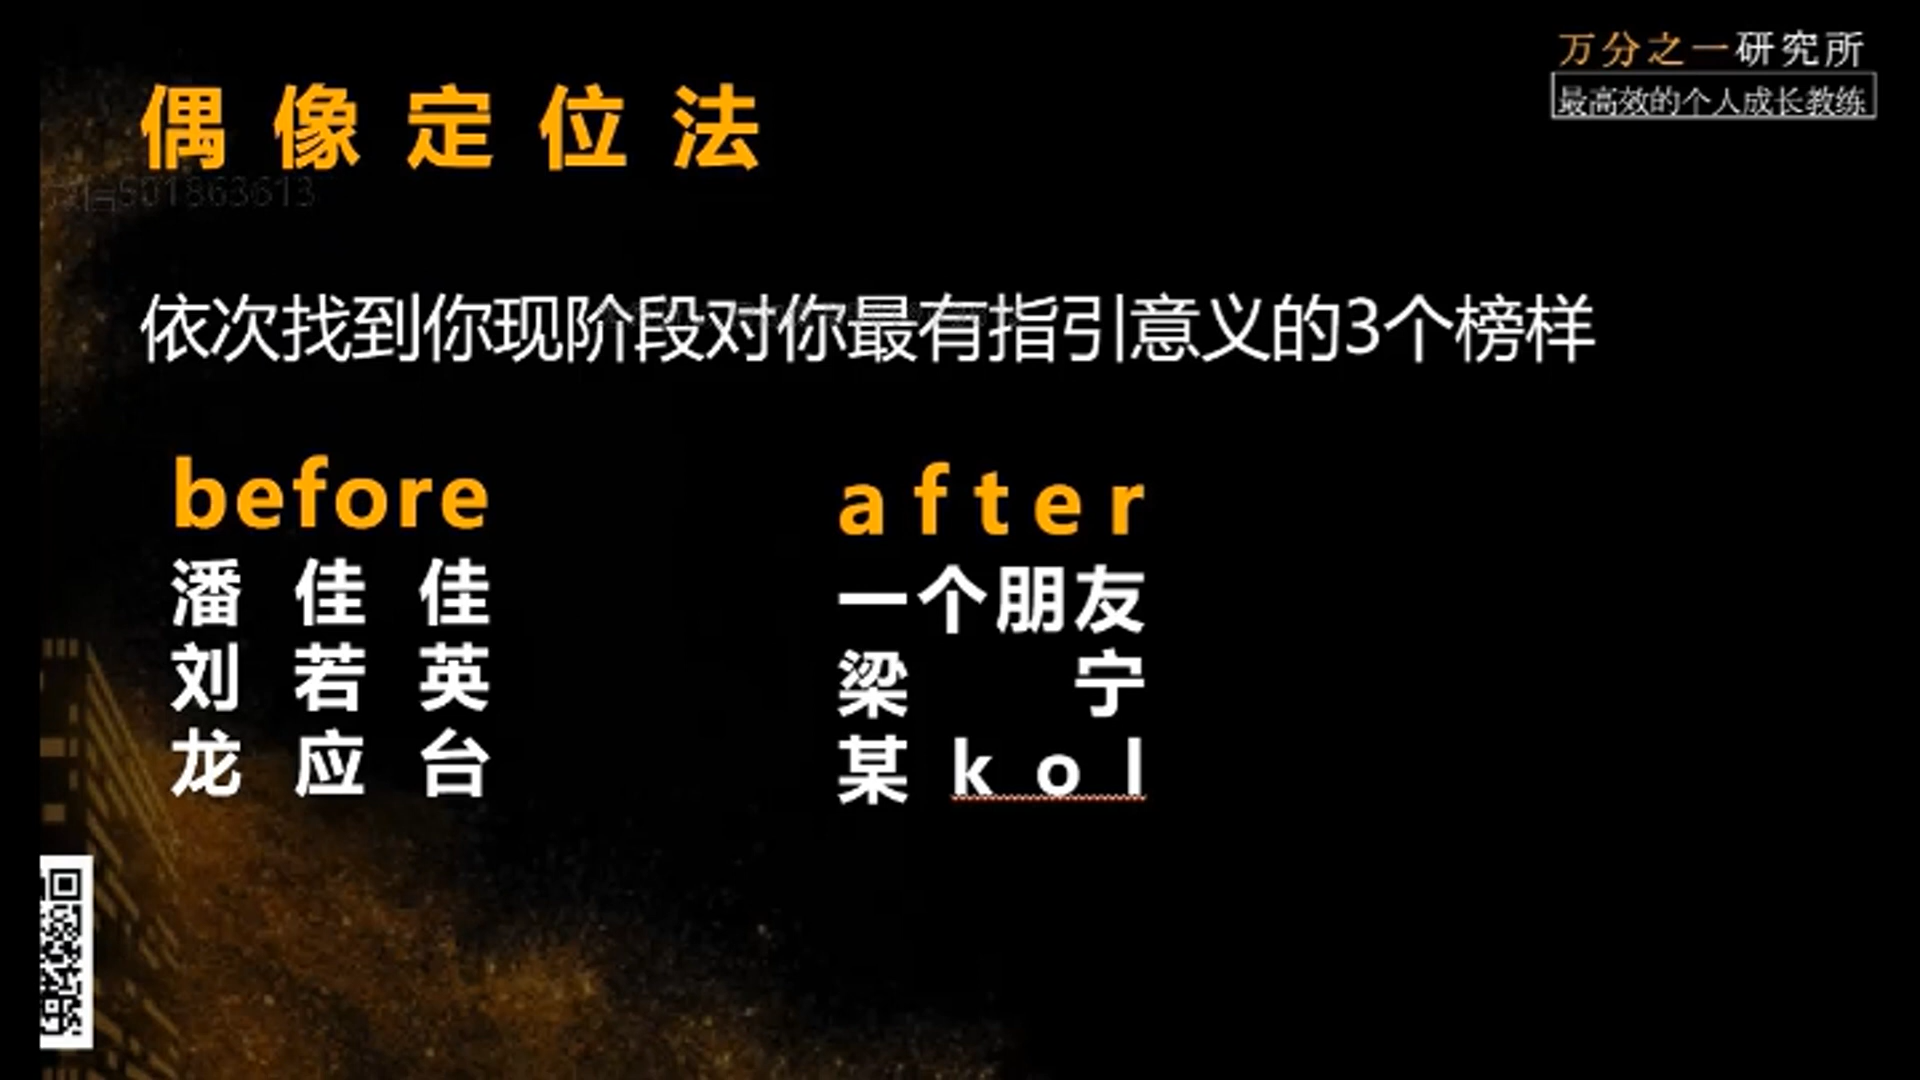 万分之一研究所
最高效的个人成长教练
偶像定位法
依次找到你现阶段对你最有指引意义的3个榜样
before
潘佳佳
刘若英
龙应台
after
一个朋友
梁宁
某kol